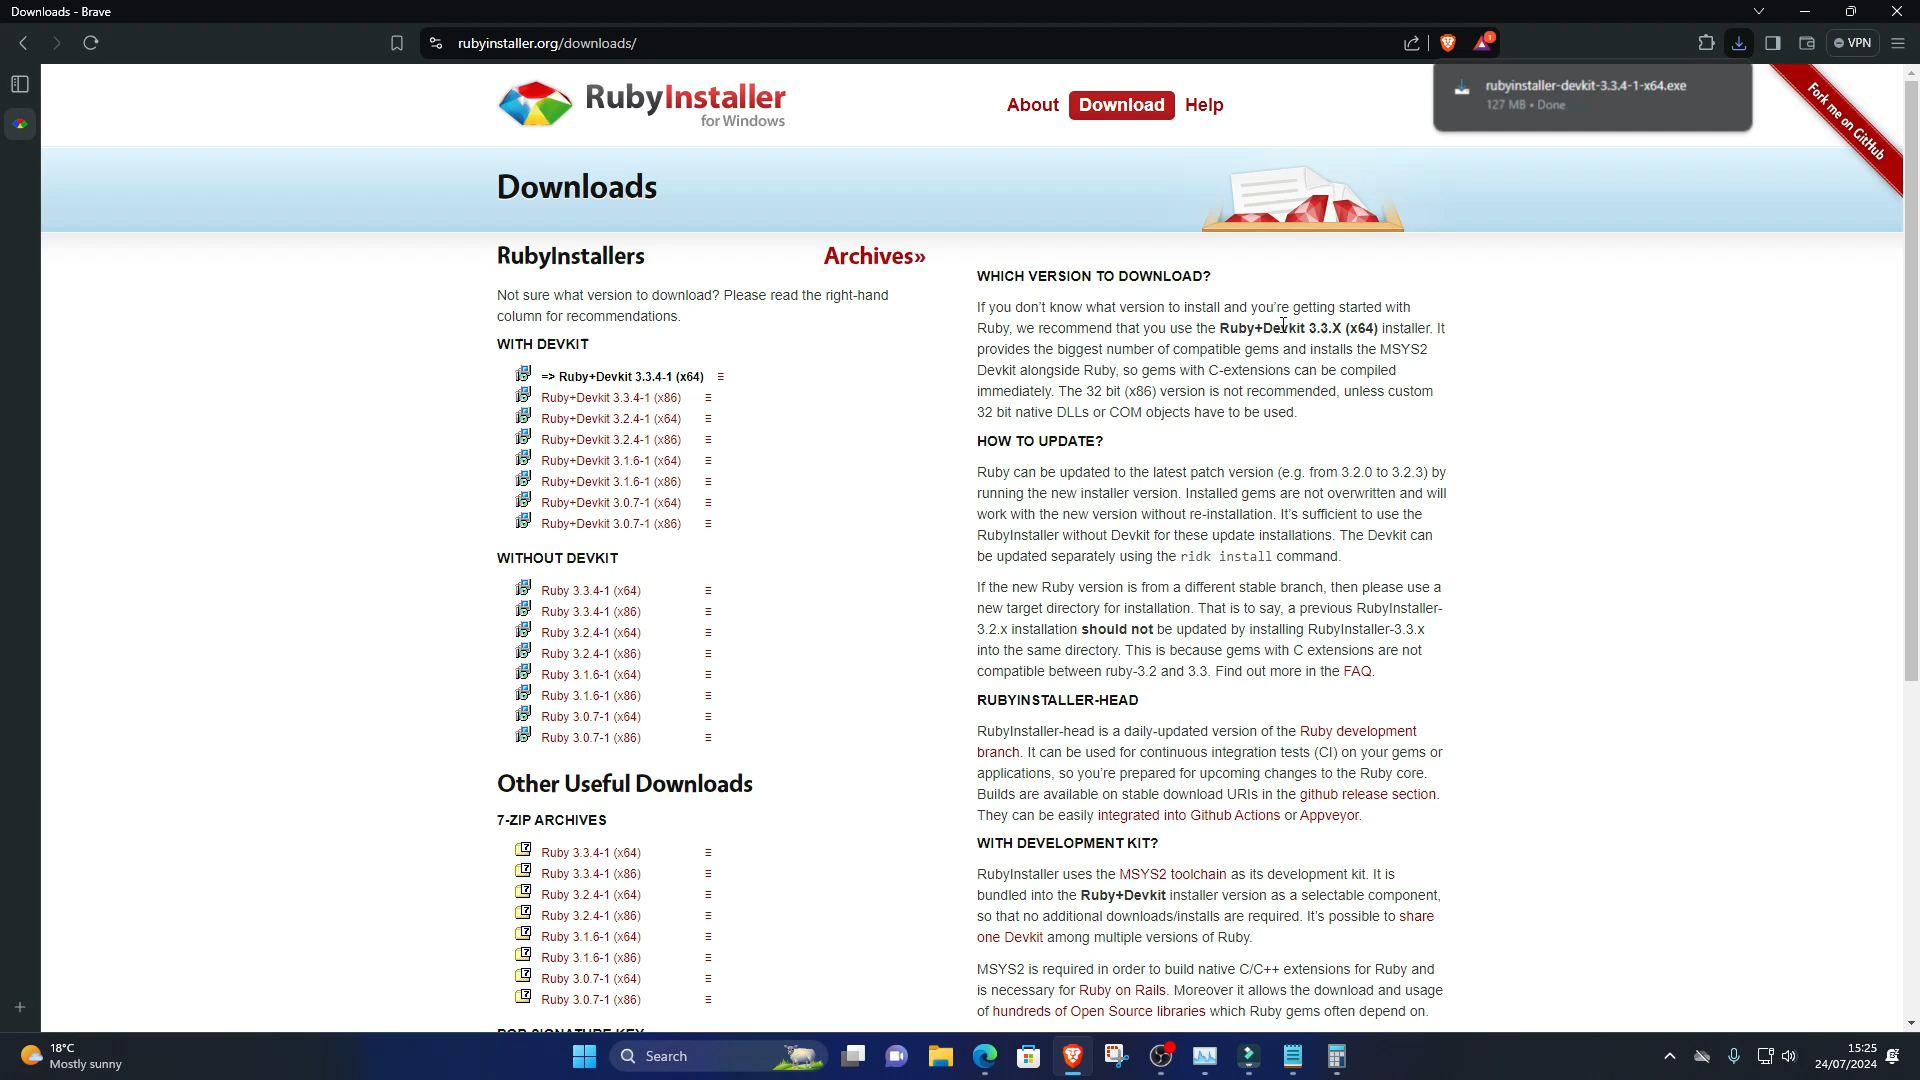 Downloads - Brave
rubyinstaller.org/downloads/
1
VPN
rubyinstaller-devkit-3.3.4-1-x64.exe
127 MB • Done
Fork me on GitHub
RubyInstaller
for Windows
About Download Help
Downloads
RubyInstallers Archives»
Not sure what version to download? Please read the right-hand
column for recommendations.
WITH DEVKIT
=> Ruby+Devkit 3.3.4-1 (x64)
Ruby+Devkit 3.3.4-1 (x86)
Ruby+Devkit 3.2.4-1 (x64)
Ruby+Devkit 3.2.4-1 (x86)
Ruby+Devkit 3.1.6-1 (x64)
Ruby+Devkit 3.1.6-1 (x86)
Ruby+Devkit 3.0.7-1 (x64)
Ruby+Devkit 3.0.7-1 (x86)
WITHOUT DEVKIT
Ruby 3.3.4-1 (x64)
Ruby 3.3.4-1 (x86)
Ruby 3.2.4-1 (x64)
Ruby 3.2.4-1 (x86)
Ruby 3.1.6-1 (x64)
Ruby 3.1.6-1 (x86)
Ruby 3.0.7-1 (x64)
Ruby 3.0.7-1 (x86)
Other Useful Downloads
7-ZIP ARCHIVES
Ruby 3.3.4-1 (x64)
Ruby 3.3.4-1 (x86)
Ruby 3.2.4-1 (x64)
Ruby 3.2.4-1 (x86)
Ruby 3.1.6-1 (x64)
Ruby 3.1.6-1 (x86)
Ruby 3.0.7-1 (x64)
Ruby 3.0.7-1 (x86)
WHICH VERSION TO DOWNLOAD?
If you don't know what version to install and you're getting started with
Ruby, we recommend that you use the Ruby+Devkit 3.3.X (x64) installer. It
provides the biggest number of compatible gems and installs the MSYS2
Devkit alongside Ruby, so gems with C-extensions can be compiled
immediately. The 32 bit (x86) version is not recommended, unless custom
32 bit native DLLs or COM objects have to be used.
HOW TO UPDATE?
Ruby can be updated to the latest patch version (e.g. from 3.2.0 to 3.2.3) by
running the new installer version. Installed gems are not overwritten and will
work with the new version without re-installation. It's sufficient to use the
RubyInstaller without Devkit for these update installations. The Devkit can
be updated separately using the ridk install command.
If the new Ruby version is from a different stable branch, then please use a
new target directory for installation. That is to say, a previous RubyInstaller-
3.2.x installation should not be updated by installing RubyInstaller-3.3.x
into the same directory. This is because gems with C extensions are not
compatible between ruby-3.2 and 3.3. Find out more in the FAQ.
RUBYINSTALLER-HEAD
RubyInstaller-head is a daily-updated version of the Ruby development
branch. It can be used for continuous integration tests (CI) on your gems or
applications, so you're prepared for upcoming changes to the Ruby core.
Builds are available on stable download URIs in the github release section.
They can be easily integrated into Github Actions or Appveyor.
WITH DEVELOPMENT KIT?
RubyInstaller uses the MSYS2 toolchain as its development kit. It is
bundled into the Ruby+Devkit installer version as a selectable component,
so that no additional downloads/installs are required. It's possible to share
one Devkit among multiple versions of Ruby.
MSYS2 is required in order to build native C/C++ extensions for Ruby and
is necessary for Ruby on Rails. Moreover it allows the download and usage
of hundreds of Open Source libraries which Ruby gems often depend on.
18°C
Mostly sunny
Search
15:25
24/07/2024